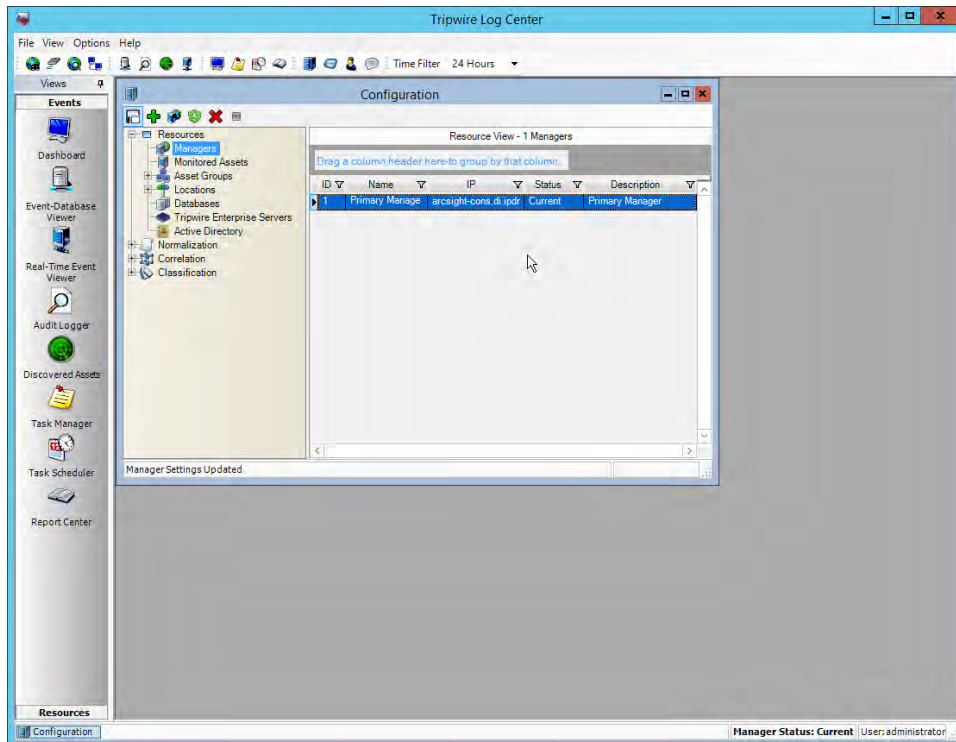 Tripwire Log Center
File View Options Help
Time Filter 24 Hours
Views
Events
Dashboard
Event-Database
Viewer
Real-Time Event
Viewer
Audit Logger
Discovered Assets
Task Manager
Task Scheduler
Report Center
Resources
Configuration
Resources
Managers
Monitored Assets
Asset Groups
Locations
Databases
Tripwire Enterprise Servers
Active Directory
Normalization
Correlation
Classification
Resource View - 1 Managers
Drag a column header here to group by that column.
ID Name IP Status Description
1 Primary Manage arcsight-cons.di.ipdr Current Primary Manager
Manager Settings Updated
Configuration
Manager Status: Current User: administrator